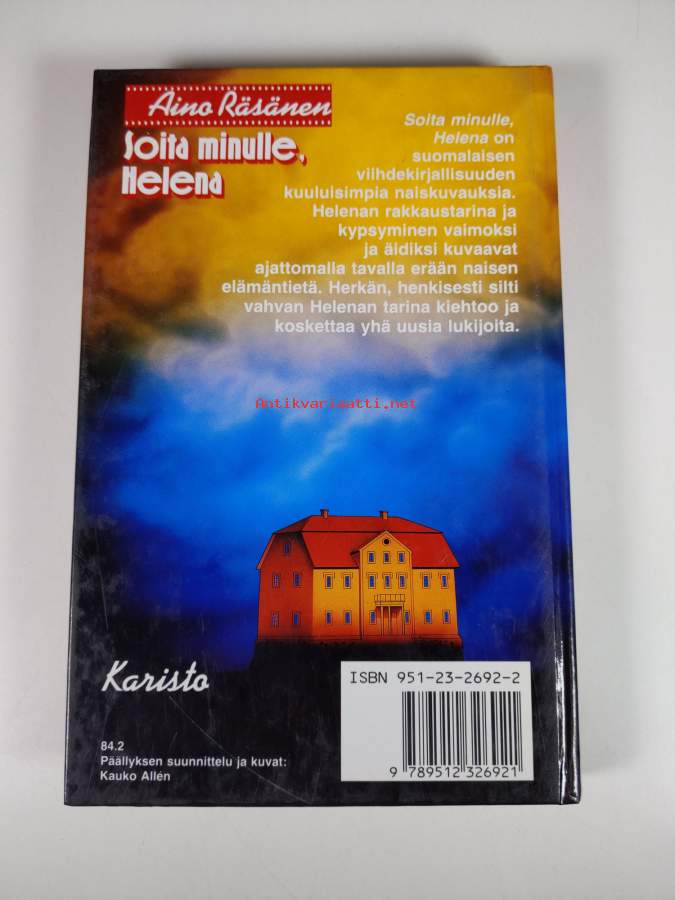 Aino Räsänen
Soita minulle,
Helena
Soita minulle,
Helena on
suomalaisen
viihdekirjallisuuden
kuuluisimpia naiskuvauksia.
Helenan rakkaustarina ja
kypsyminen vaimoksi
ja äidiksi kuvaavat
ajattomalla tavalla erään naisen
elämäntietä. Herkän, henkisesti silti
vahvan Helenan tarina kiehtoo ja
koskettaa yhä uusia lukijoita.
Antikvariaatti.net
Karisto
ISBN 951-23-2692-2
9 789512 326921
84.2
Päällyksen suunnittelu ja kuvat:
Kauko Allén